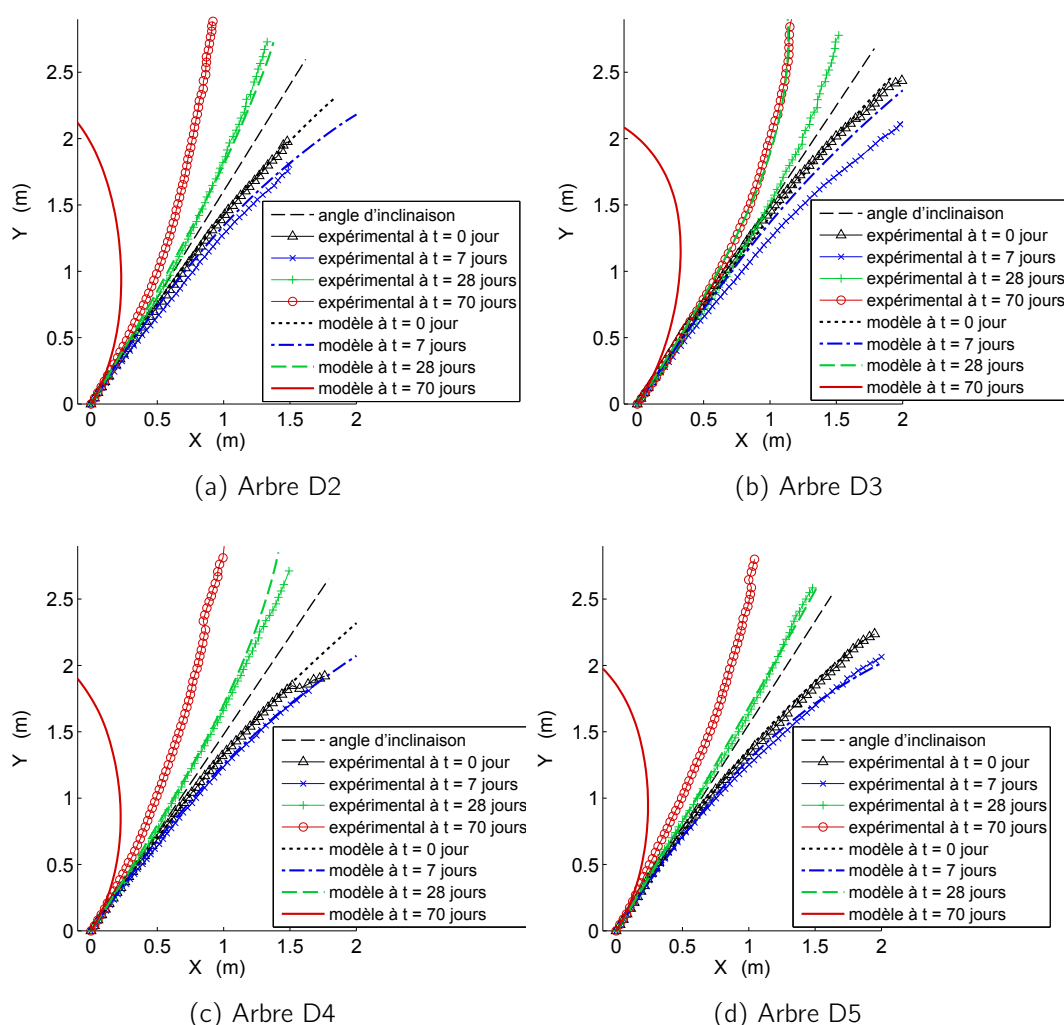 2.5
2
1.5
1
0.5
0
Y (m)
0 0.5 1 1.5 2
X (m)
angle d'inclinaison
expérimental à t = 0 jour
expérimental à t = 7 jours
expérimental à t = 28 jours
expérimental à t = 70 jours
modèle à t = 0 jour
modèle à t = 7 jours
modèle à t = 28 jours
modèle à t = 70 jours
(a) Arbre D2
2.5
2
1.5
1
0.5
0
Y (m)
0 0.5 1 1.5 2
X (m)
angle d'inclinaison
expérimental à t = 0 jour
expérimental à t = 7 jours
expérimental à t = 28 jours
expérimental à t = 70 jours
modèle à t = 0 jour
modèle à t = 7 jours
modèle à t = 28 jours
modèle à t = 70 jours
(b) Arbre D3
2.5
2
1.5
1
0.5
0
Y (m)
0 0.5 1 1.5 2
X (m)
angle d'inclinaison
expérimental à t = 0 jour
expérimental à t = 7 jours
expérimental à t = 28 jours
expérimental à t = 70 jours
modèle à t = 0 jour
modèle à t = 7 jours
modèle à t = 28 jours
modèle à t = 70 jours
(c) Arbre D4
2.5
2
1.5
1
0.5
0
Y (m)
0 0.5 1 1.5 2
X (m)
angle d'inclinaison
expérimental à t = 0 jour
expérimental à t = 7 jours
expérimental à t = 28 jours
expérimental à t = 70 jours
modèle à t = 0 jour
modèle à t = 7 jours
modèle à t = 28 jours
modèle à t = 70 jours
(d) Arbre D5